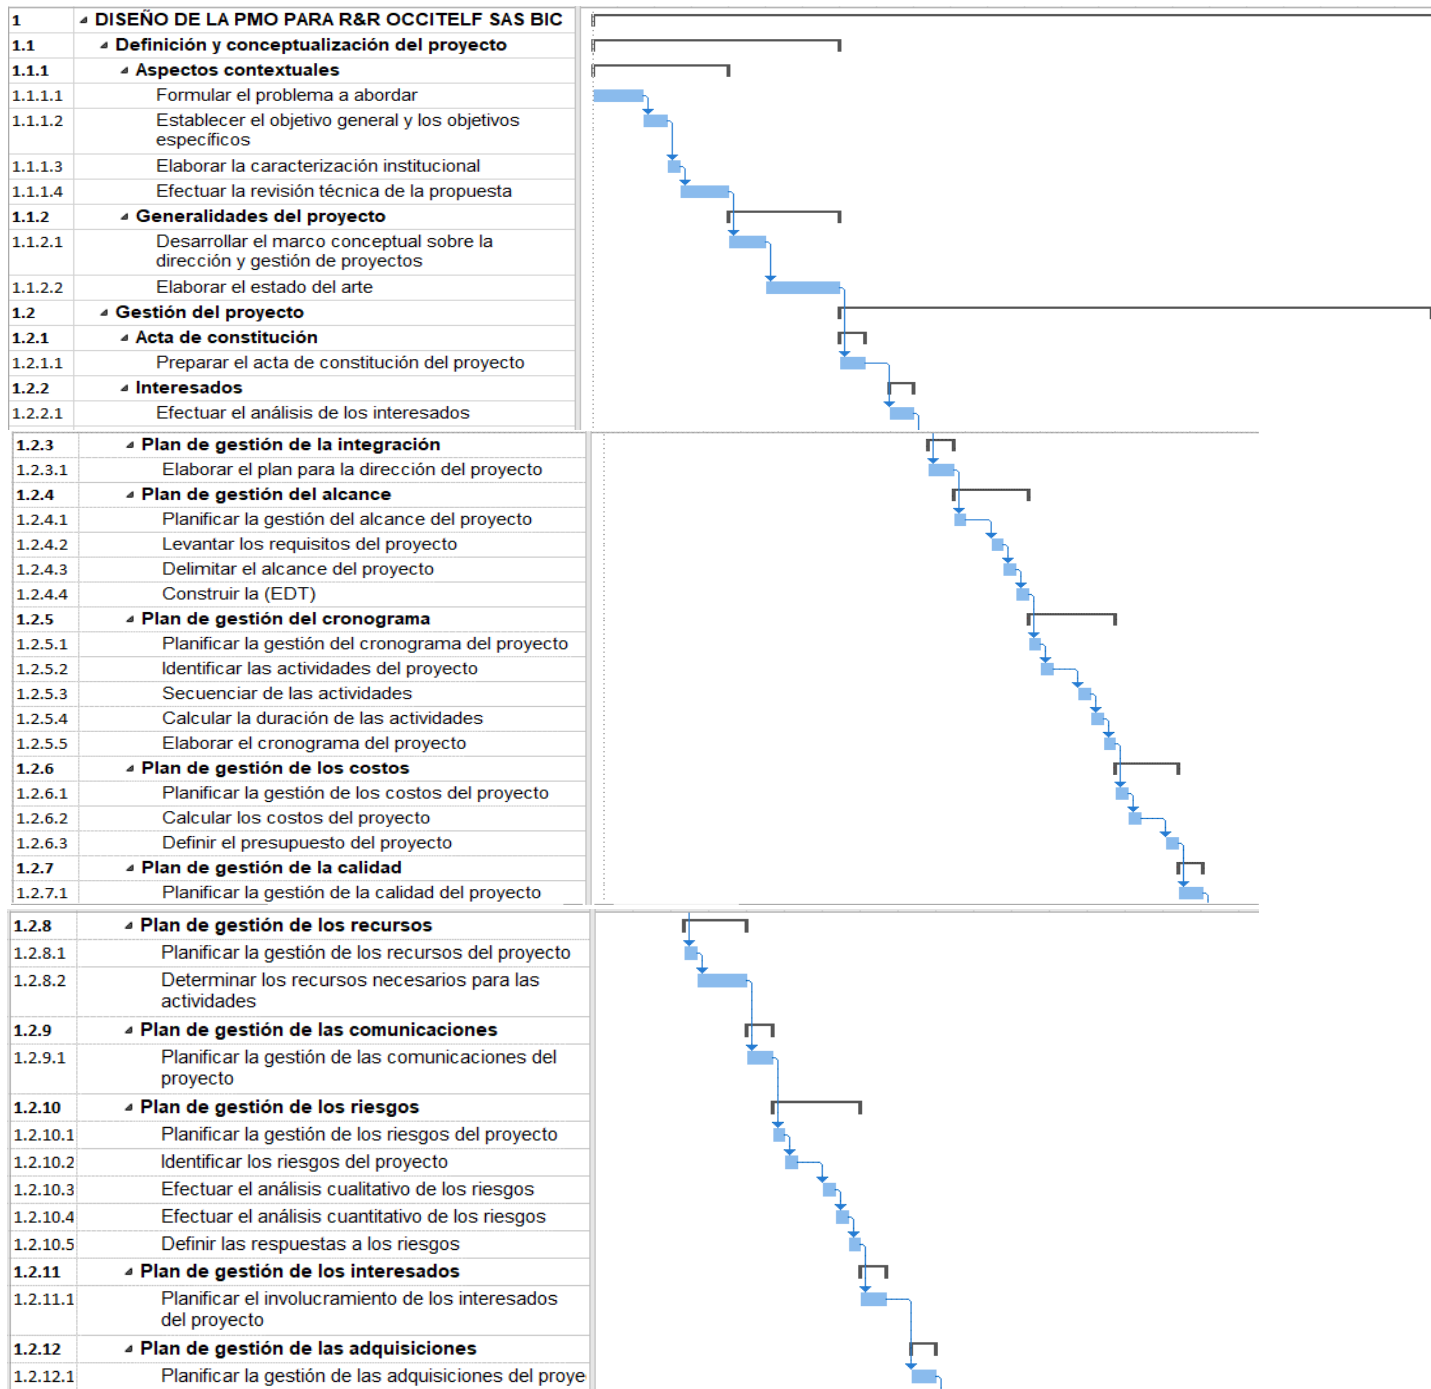 1 DISEÑO DE LA PMO PARA R&R OCCITELF SAS BIC
1.1 Definición y conceptualización del proyecto
1.1.1 Aspectos contextuales
1.1.1.1 Formular el problema a abordar
1.1.1.2 Establecer el objetivo general y los objetivos
específicos
1.1.1.3 Elaborar la caracterización institucional
1.1.1.4 Efectuar la revisión técnica de la propuesta
1.1.2 Generalidades del proyecto
1.1.2.1 Desarrollar el marco conceptual sobre la
dirección y gestión de proyectos
1.1.2.2 Elaborar el estado del arte
1.2 Gestión del proyecto
1.2.1 Acta de constitución
1.2.1.1 Preparar el acta de constitución del proyecto
1.2.2 Interesados
1.2.2.1 Efectuar el análisis de los interesados
1.2.3 Plan de gestión de la integración
1.2.3.1 Elaborar el plan para la dirección del proyecto
1.2.4 Plan de gestión del alcance
1.2.4.1 Planificar la gestión del alcance del proyecto
1.2.4.2 Levantar los requisitos del proyecto
1.2.4.3 Delimitar el alcance del proyecto
1.2.4.4 Construir la (EDT)
1.2.5 Plan de gestión del cronograma
1.2.5.1 Planificar la gestión del cronograma del proyecto
1.2.5.2 Identificar las actividades del proyecto
1.2.5.3 Secuenciar de las actividades
1.2.5.4 Calcular la duración de las actividades
1.2.5.5 Elaborar el cronograma del proyecto
1.2.6 Plan de gestión de los costos
1.2.6.1 Planificar la gestión de los costos del proyecto
1.2.6.2 Calcular los costos del proyecto
1.2.6.3 Definir el presupuesto del proyecto
1.2.7 Plan de gestión de la calidad
1.2.7.1 Planificar la gestión de la calidad del proyecto
1.2.8 Plan de gestión de los recursos
1.2.8.1 Planificar la gestión de los recursos del proyecto
1.2.8.2 Determinar los recursos necesarios para las
actividades
1.2.9 Plan de gestión de las comunicaciones
1.2.9.1 Planificar la gestión de las comunicaciones del
proyecto
1.2.10 Plan de gestión de los riesgos
1.2.10.1 Planificar la gestión de los riesgos del proyecto
1.2.10.2 Identificar los riesgos del proyecto
1.2.10.3 Efectuar el análisis cualitativo de los riesgos
1.2.10.4 Efectuar el análisis cuantitativo de los riesgos
1.2.10.5 Definir las respuestas a los riesgos
1.2.11 Plan de gestión de los interesados
1.2.11.1 Planificar el involucramiento de los interesados
del proyecto
1.2.12 Plan de gestión de las adquisiciones
1.2.12.1 Planificar la gestión de las adquisiciones del proye